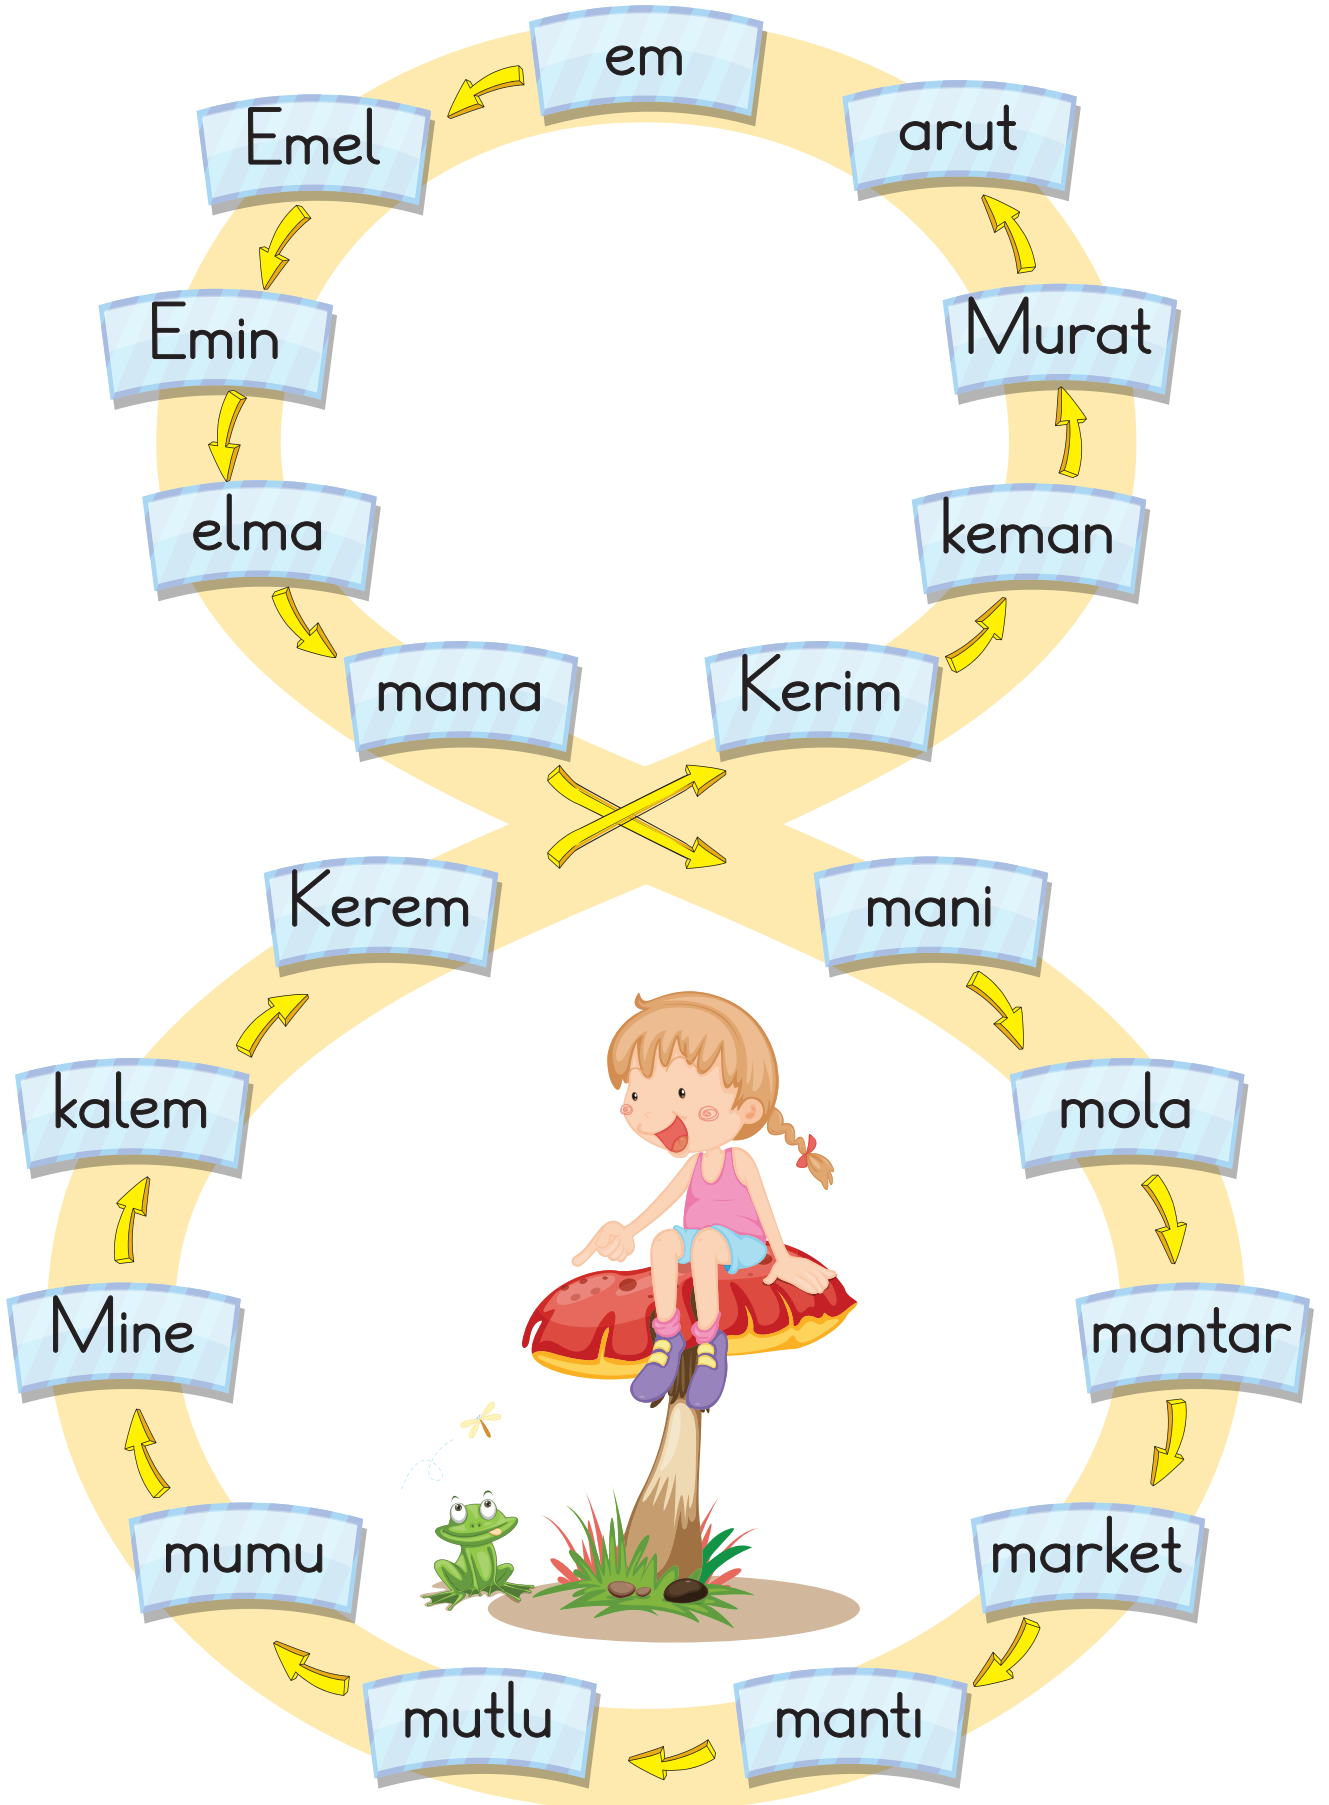 em
Emel
Emin
elma
mama
mani
mola
mantar
market
mantı
mutlu
mumu
Mine
kalem
Kerem
Kerim
keman
Murat
arut